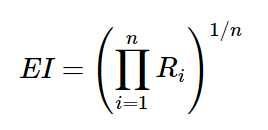 $EI = \left( \prod_{i=1}^{n} R_i \right)^{1/n}$